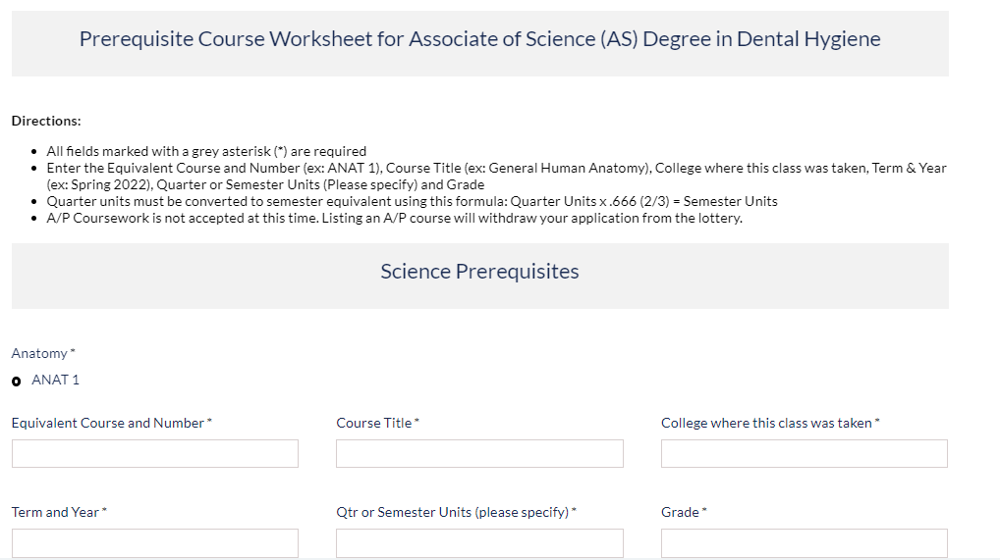 Prerequisite Course Worksheet for Associate of Science (AS) Degree in Dental Hygiene
Directions:
• All fields marked with a grey asterisk (*) are required
• Enter the Equivalent Course and Number (ex: ANAT 1), Course Title (ex: General Human Anatomy), College where this class was taken, Term & Year
(ex: Spring 2022), Quarter or Semester Units (Please specify) and Grade
• Quarter units must be converted to semester equivalent using this formula: Quarter Units x .666 (2/3) = Semester Units
• A/P Coursework is not accepted at this time. Listing an A/P course will withdraw your application from the lottery.
Science Prerequisites
Anatomy *
ANAT 1
Equivalent Course and Number * Course Title * College where this class was taken *
Term and Year * Qtr or Semester Units (please specify) * Grade *